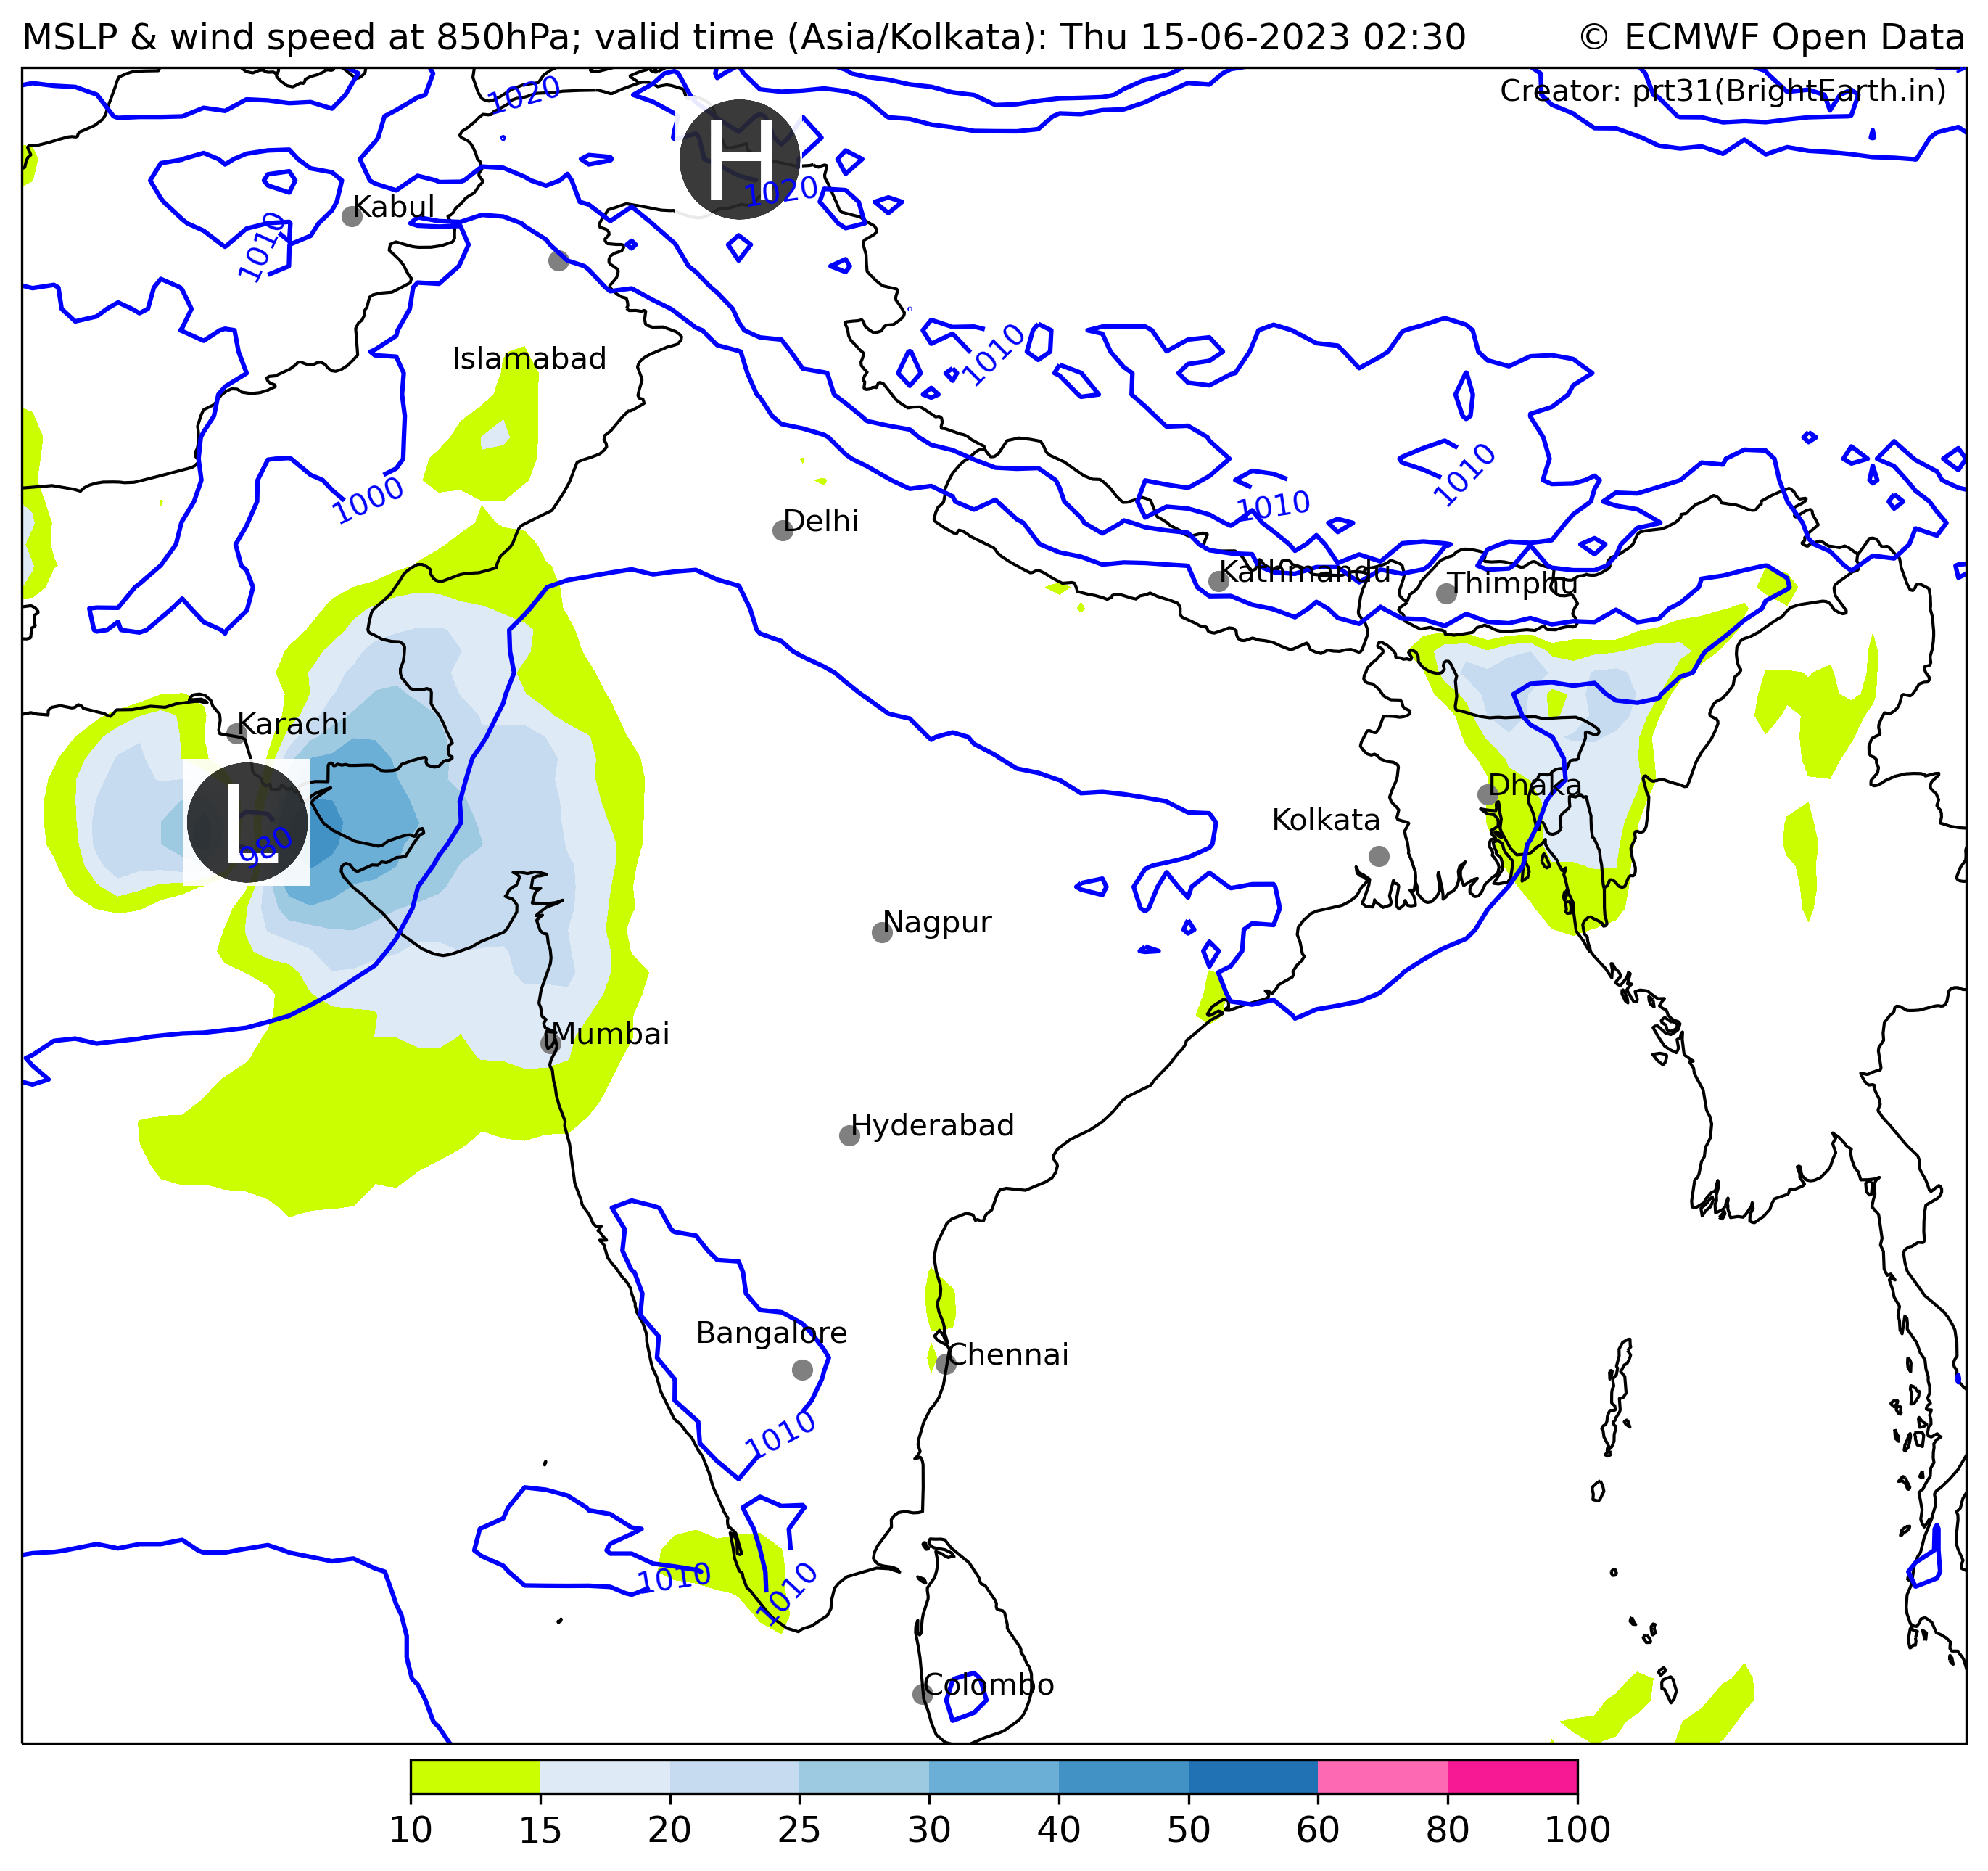 MSLP & wind speed at 850hPa; valid time (Asia/Kolkata): Thu 15-06-2023 02:30
© ECMWF Open Data
Creator: prt31(BrightEarth.in)
1020
H
1020
Kabul
1010
Islamabad
1010
1000
1010
1010
Delhi
Kathmandu
Thimphu
Karachi
L
980
Dhaka
Kolkata
Nagpur
Mumbai
Hyderabad
Bangalore
Chennai
1010
1010
1010
Colombo
10 15 20 25 30 40 50 60 80 100